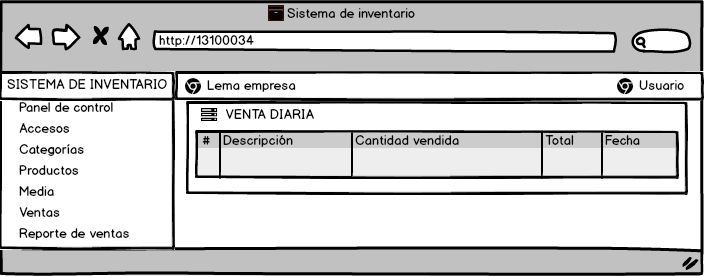 Sistema de inventario
http://13100034
SISTEMA DE INVENTARIO
Lema empresa
Usuario
Panel de control
Accesos
Categorías
Productos
Media
Ventas
Reporte de ventas
VENTA DIARIA
# Descripción Cantidad vendida Total Fecha